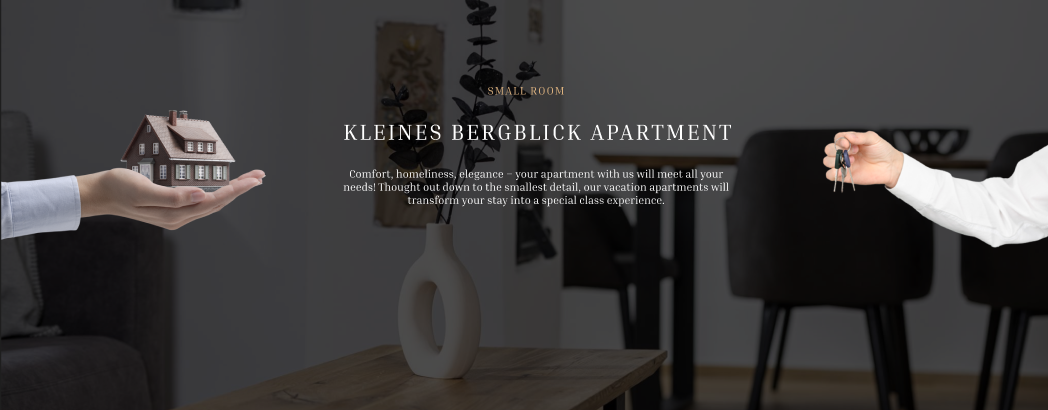 SMALL ROOM
KLEINES BERGBLICK APARTMENT
Comfort, homeliness, elegance – your apartment with us will meet all your
needs! Thought out down to the smallest detail, our vacation apartments will
transform your stay into a special class experience.